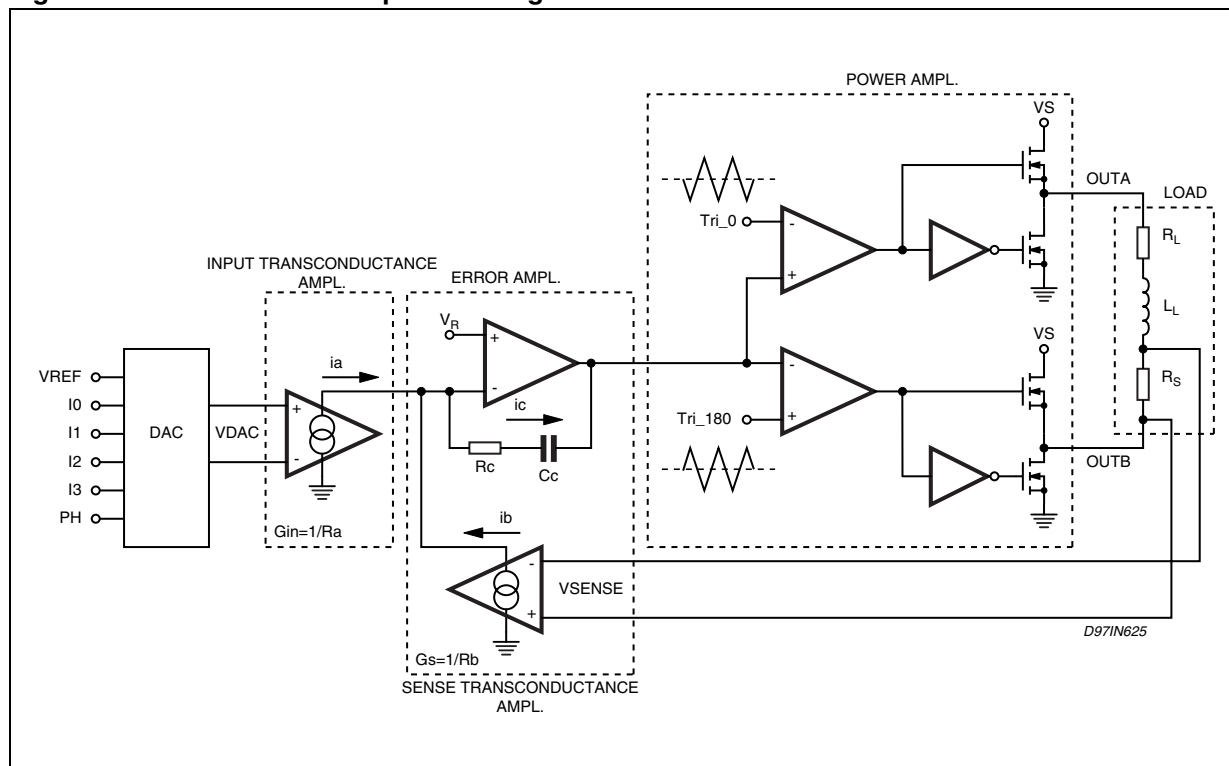 POWER AMPL.
VS
OUTA
LOAD
Tri_0
-
+
RL
INPUT TRANSCONDUCTANCE
AMPL.
ERROR AMPL.
LL
VR
+
-
VS
ia
VREF
I0
I1
I2
I3
PH
DAC
VDAC
+
-
ic
Rc
Cc
-
+
Tri_180
RS
OUTB
Gin=1/Ra
ib
-
+
VSENSE
D97IN625
Gs=1/Rb
SENSE TRANSCONDUCTANCE
AMPL.